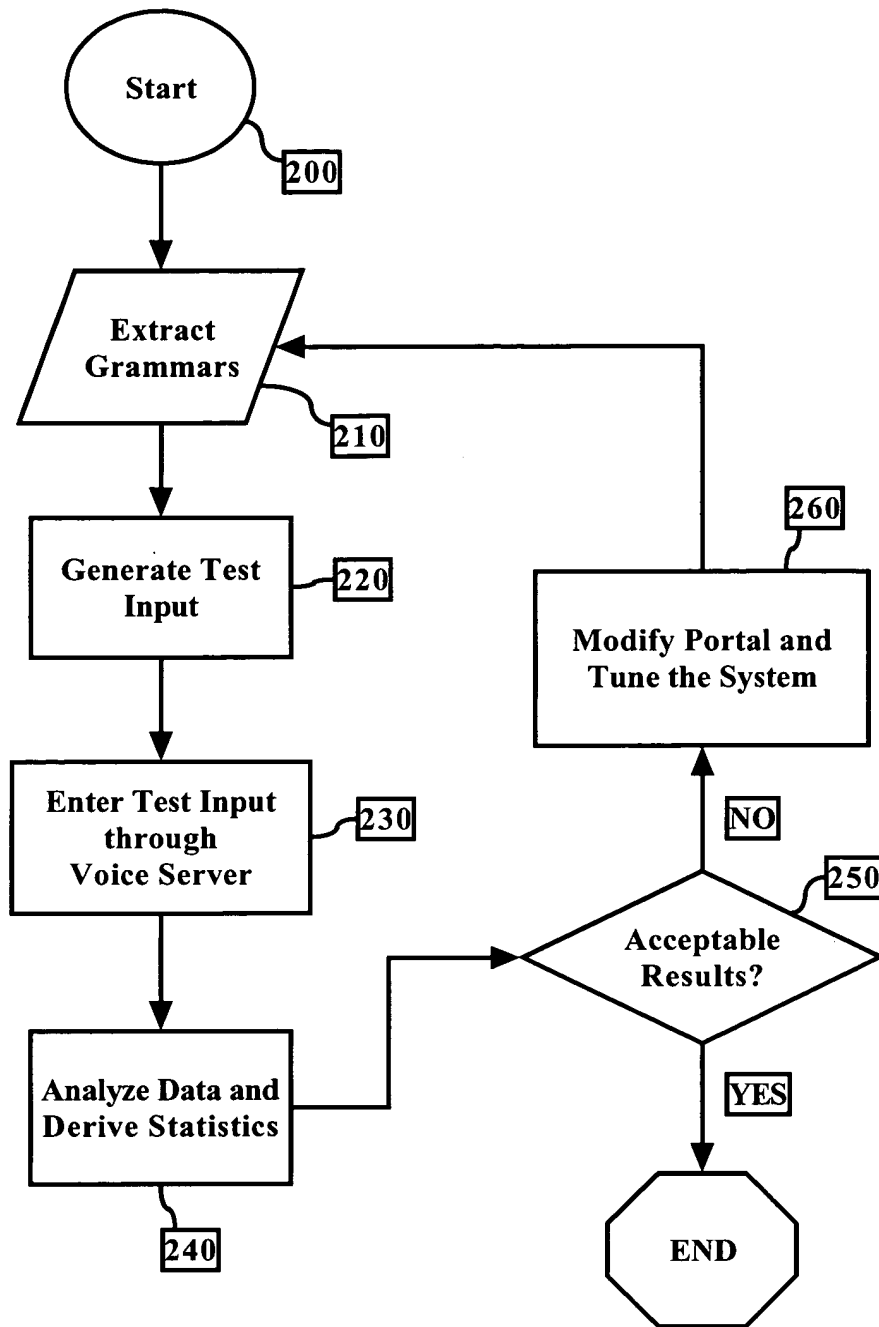 Start
200
Extract
Grammars
210
Generate Test
Input
220
Enter Test Input
through
Voice Server
230
Analyze Data and
Derive Statistics
240
260
Modify Portal and
Tune the System
NO
250
Acceptable
Results?
YES
END